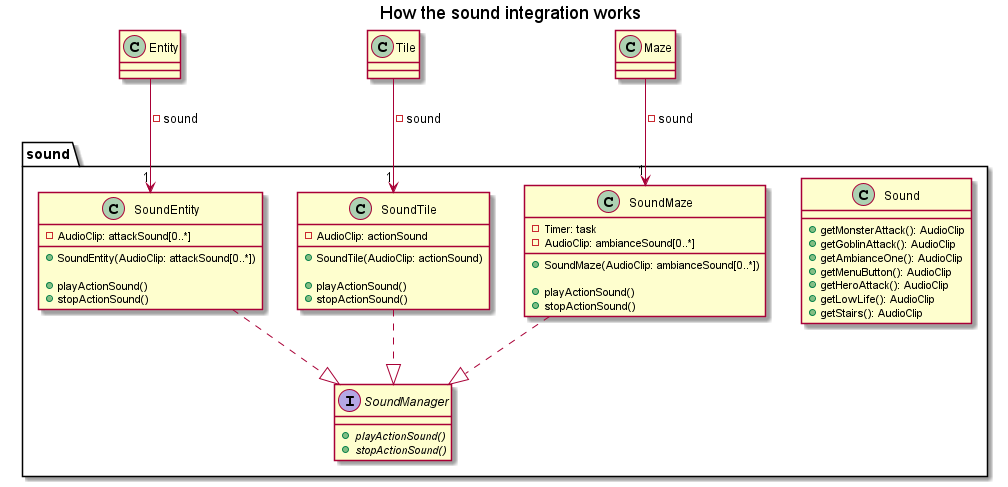 How the sound integration works
C Entity
C Tile
C Maze
sound
sound
sound
sound
1
1
1
C SoundEntity
AudioClip: attackSound[0..*]
SoundEntity(AudioClip: attackSound[0..*])
playActionSound()
stopActionSound()
C SoundTile
AudioClip: actionSound
SoundTile(AudioClip: actionSound)
playActionSound()
stopActionSound()
C SoundMaze
Timer: task
AudioClip: ambianceSound[0..*]
SoundMaze(AudioClip: ambianceSound[0..*])
playActionSound()
stopActionSound()
C Sound
getMonsterAttack(): AudioClip
getGoblinAttack(): AudioClip
getAmbianceOne(): AudioClip
getMenuButton(): AudioClip
getHeroAttack(): AudioClip
getLowLife(): AudioClip
getStairs(): AudioClip
I SoundManager
playActionSound()
stopActionSound()